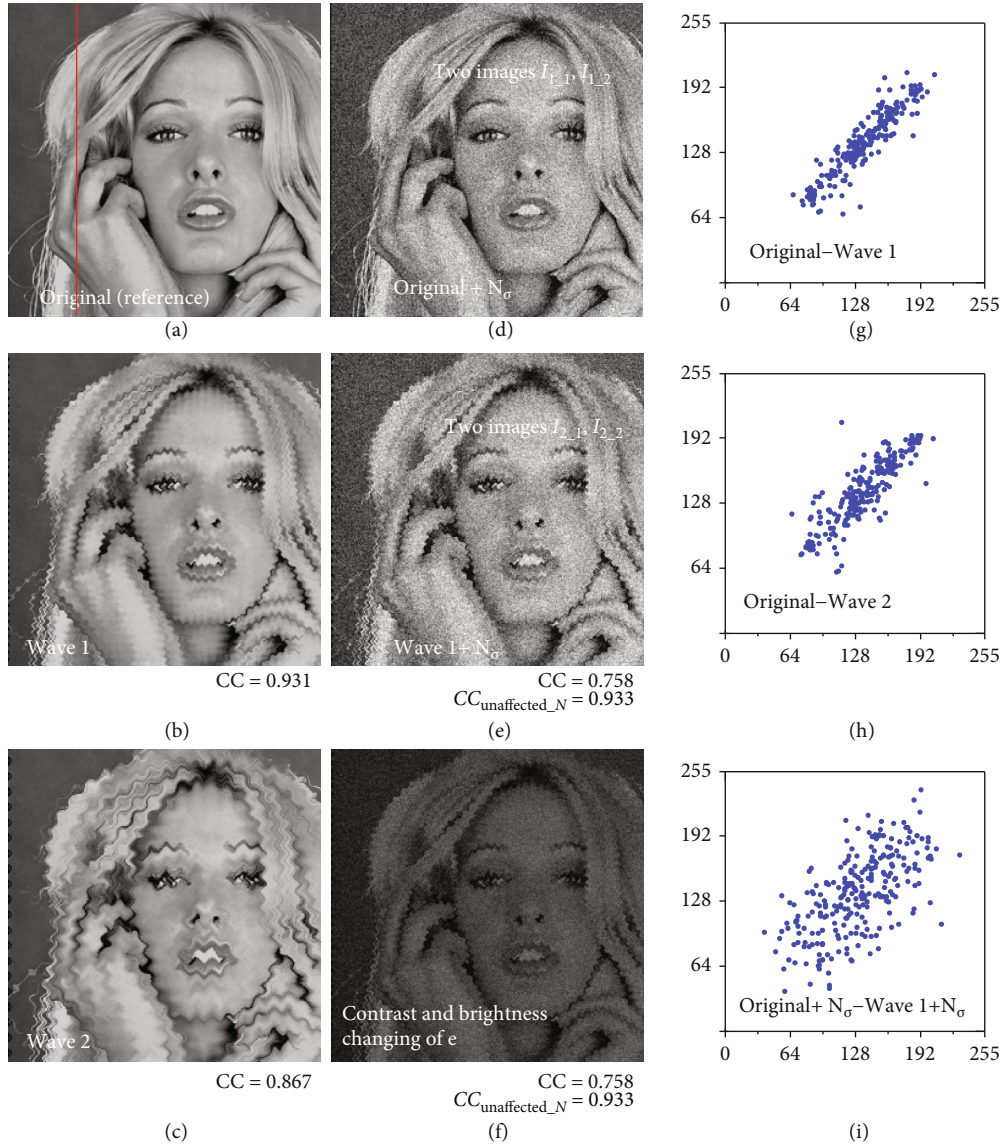 Original (reference)
(a)
Two images I1_1, I1_2
Original + Nσ
(d)
255
192
128
64
Original–Wave 1
0 64 128 192 255
(g)
Wave 1
CC = 0.931
(b)
Two images I2_1, I2_2
Wave 1+ Nσ
CC = 0.758
CCunaffected_N = 0.933
(e)
255
192
128
64
Original–Wave 2
0 64 128 192 255
(h)
Wave 2
CC = 0.867
(c)
Contrast and brightness
changing of e
CC = 0.758
CCunaffected_N = 0.933
(f)
255
192
128
64
Original+ Nσ–Wave 1+Nσ
0 64 128 192 255
(i)